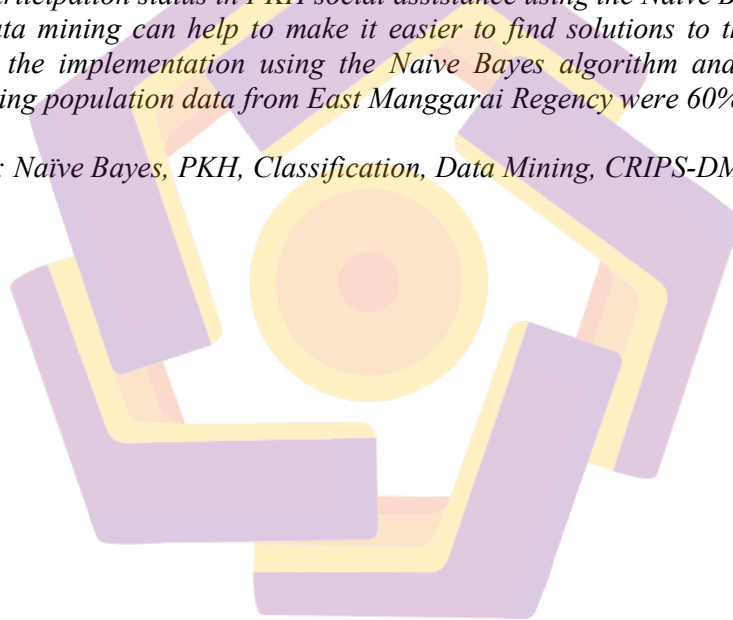 participation status in PKH social assistance using the Naive B
ata mining can help to make it easier to find solutions to th
the implementation using the Naive Bayes algorithm and
ing population data from East Manggarai Regency were 60%
: Naïve Bayes, PKH, Classification, Data Mining, CRIPS-DM